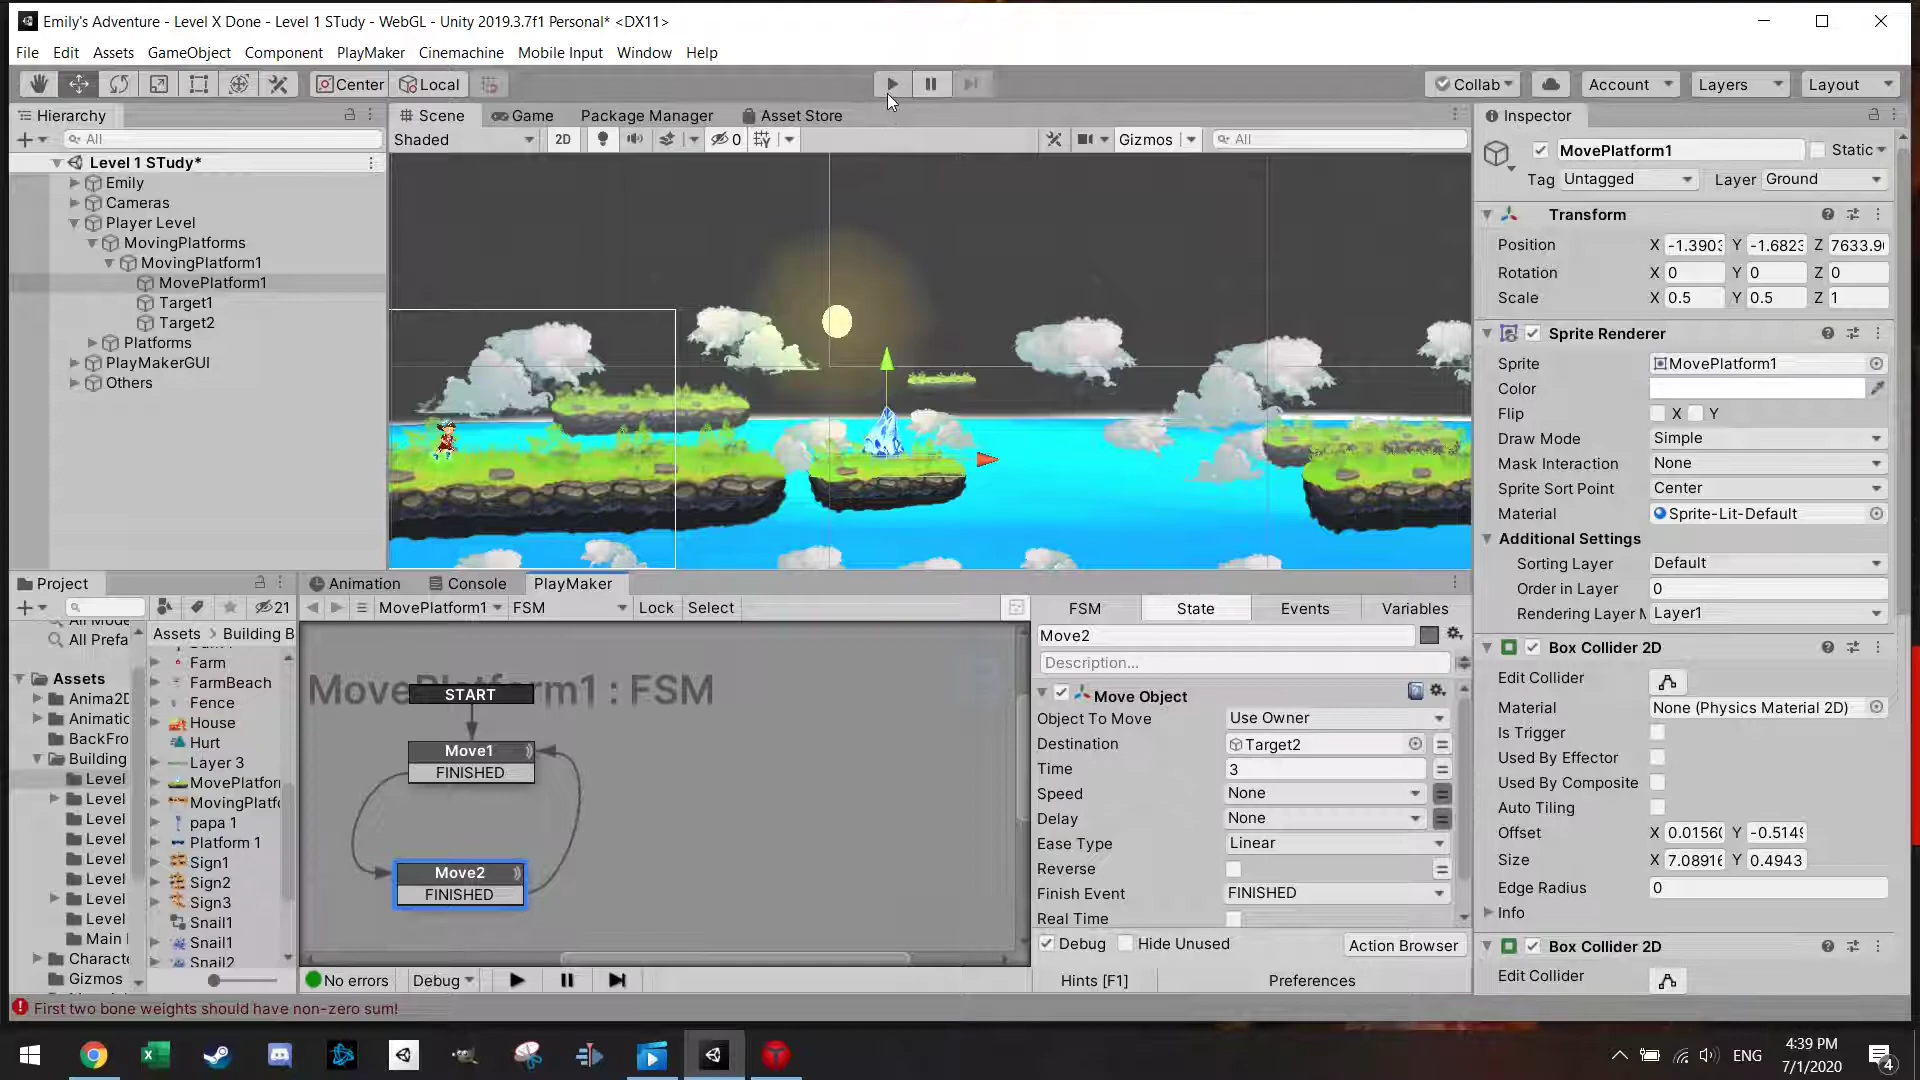 Emily's Adventure - Level X Done - Level 1 STudy - WebGL - Unity 2019.3.7f1 Personal* <DX11>
File Edit Assets GameObject Component PlayMaker Cinemachine Mobile Input Window Help
Center Local Collab Account Layers Layout
Hierarchy
All
Level 1 STudy*
Emily
Cameras
Player Level
MovingPlatforms
MovingPlatform1
MovePlatform1
Target1
Target2
Platforms
PlayMakerGUI
Others
Scene Game Package Manager Asset Store
Shaded 2D 0 Gizmos All
Inspector
MovePlatform1 Static
Tag Untagged Layer Ground
Transform
Position X -1.3903 Y -1.6823 Z 7633.9
Rotation X 0 Y 0 Z 0
Scale X 0.5 Y 0.5 Z 1
Sprite Renderer
Sprite MovePlatform1
Color
Flip X Y
Draw Mode Simple
Mask Interaction None
Sprite Sort Point Center
Material Sprite-Lit-Default
Additional Settings
Sorting Layer Default
Order in Layer 0
Rendering Layer M Layer1
Box Collider 2D
Edit Collider
Material None (Physics Material 2D)
Is Trigger
Used By Effector
Used By Composite
Auto Tiling
Offset X 0.0156 Y -0.514
Size X 7.0891 Y 0.4943
Edge Radius 0
Info
Box Collider 2D
Edit Collider
Project
21
All Prefa
Assets
Anima2D
Animatic
BackFro
Building
Level
Level
Level
Level
Level
Level
Level
Level
Main
Characte
Gizmos
Assets > Building B
Farm
FarmBeach
Fence
House
Hurt
Layer 3
MovePlatfor
MovingPlatfo
papa 1
Platform 1
Sign1
Sign2
Sign3
Snail1
Snail1
Snail2
Animation Console PlayMaker
MovePlatform1 FSM Lock Select
MovePlatform1 : FSM
START
Move1
FINISHED
Move2
FINISHED
No errors Debug
FSM State Events Variables
Move2
Description...
Move Object
Object To Move Use Owner
Destination Target2
Time 3
Speed None
Delay None
Ease Type Linear
Reverse
Finish Event FINISHED
Real Time
Debug Hide Unused Action Browser
Hints [F1] Preferences
First two bone weights should have non-zero sum!
ENG
4:39 PM
7/1/2020
4